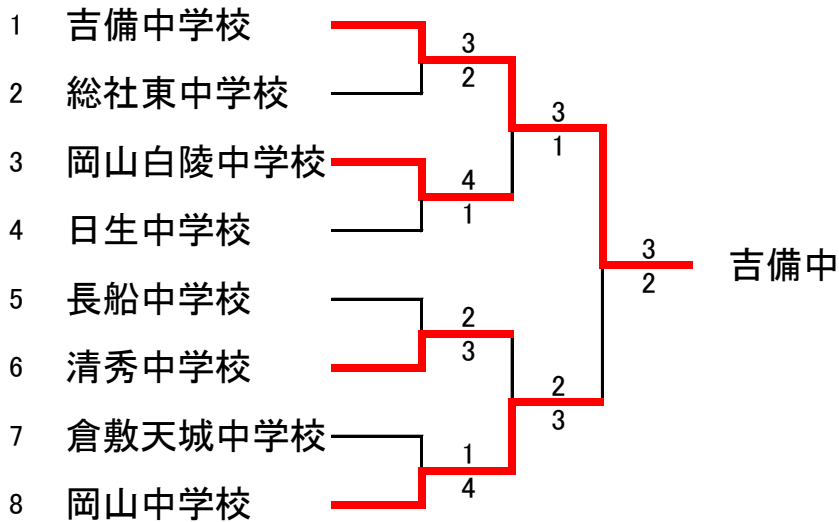 1 吉備中学校
3
2
2 総社東中学校
3
1
3 岡山白陵中学校
4
1
4 日生中学校
3
2
吉備中
5 長船中学校
2
3
6 清秀中学校
2
3
7 倉敷天城中学校
1
4
8 岡山中学校